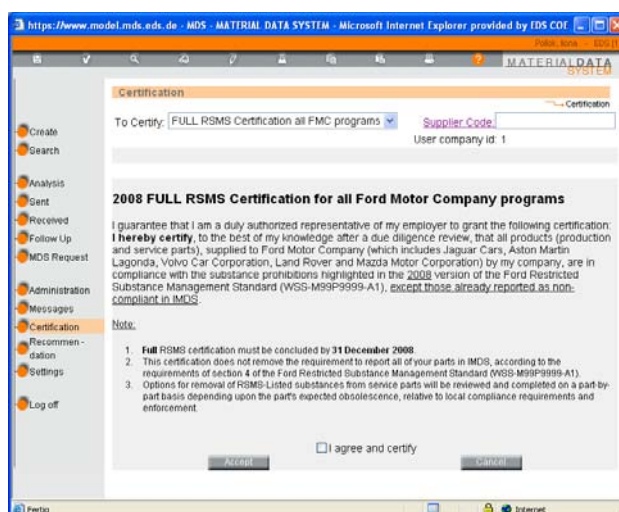 https://www.model.mds.eds.de - MDS - MATERIAL DATA SYSTEM - Microsoft Internet Explorer provided by EDS COE
MATERIALDATA
SYSTEM
Certification
Certification
To Certify: FULL RSMS Certification all FMC programs
Supplier Code:
User company id: 1
Create
Search
Analysis
Sent
Received
Follow Up
MDS Request
Administration
Messages
Certification
Recommen -
dation
Settings
Log off
2008 FULL RSMS Certification for all Ford Motor Company programs
I guarantee that I am a duly authorized representative of my employer to grant the following certification:
I hereby certify, to the best of my knowledge after a due diligence review, that all products (production
and service parts), supplied to Ford Motor Company (which includes Jaguar Cars, Aston Martin
Lagonda, Volvo Car Corporation, Land Rover and Mazda Motor Corporation) by my company, are in
compliance with the substance prohibitions highlighted in the 2008 version of the Ford Restricted
Substance Management Standard (WSS-M99P9999-A1), except those already reported as non-
compliant in IMDS.
Note:
1. Full RSMS certification must be concluded by 31 December 2008.
2. This certification does not remove the requirement to report all of your parts in IMDS, according to the
requirements of section 4 of the Ford Restricted Substance Management Standard (WSS-M99P9999-A1).
3. Options for removal of RSMS-Listed substances from service parts will be reviewed and completed on a part-by-
part basis depending upon the part's expected obsolescence, relative to local compliance requirements and
enforcement.
I agree and certify
Accept
Cancel
Fertig
Internet